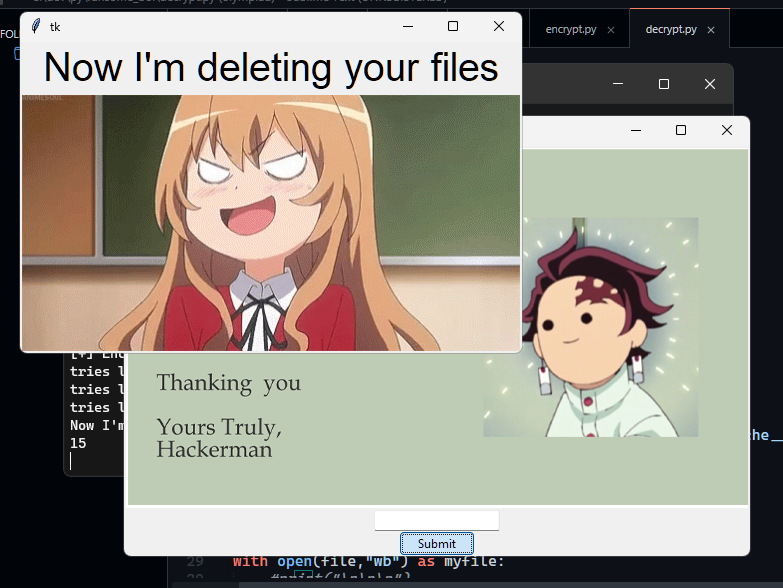 tk
encrypt.py
decrypt.py
Now I'm deleting your files
ANIMESOUL
tries l
tries l
tries l
Now I'm
15
Thanking you
Yours Truly,
Hackerman
Submit
29 with open(file,"wb") as myfile: